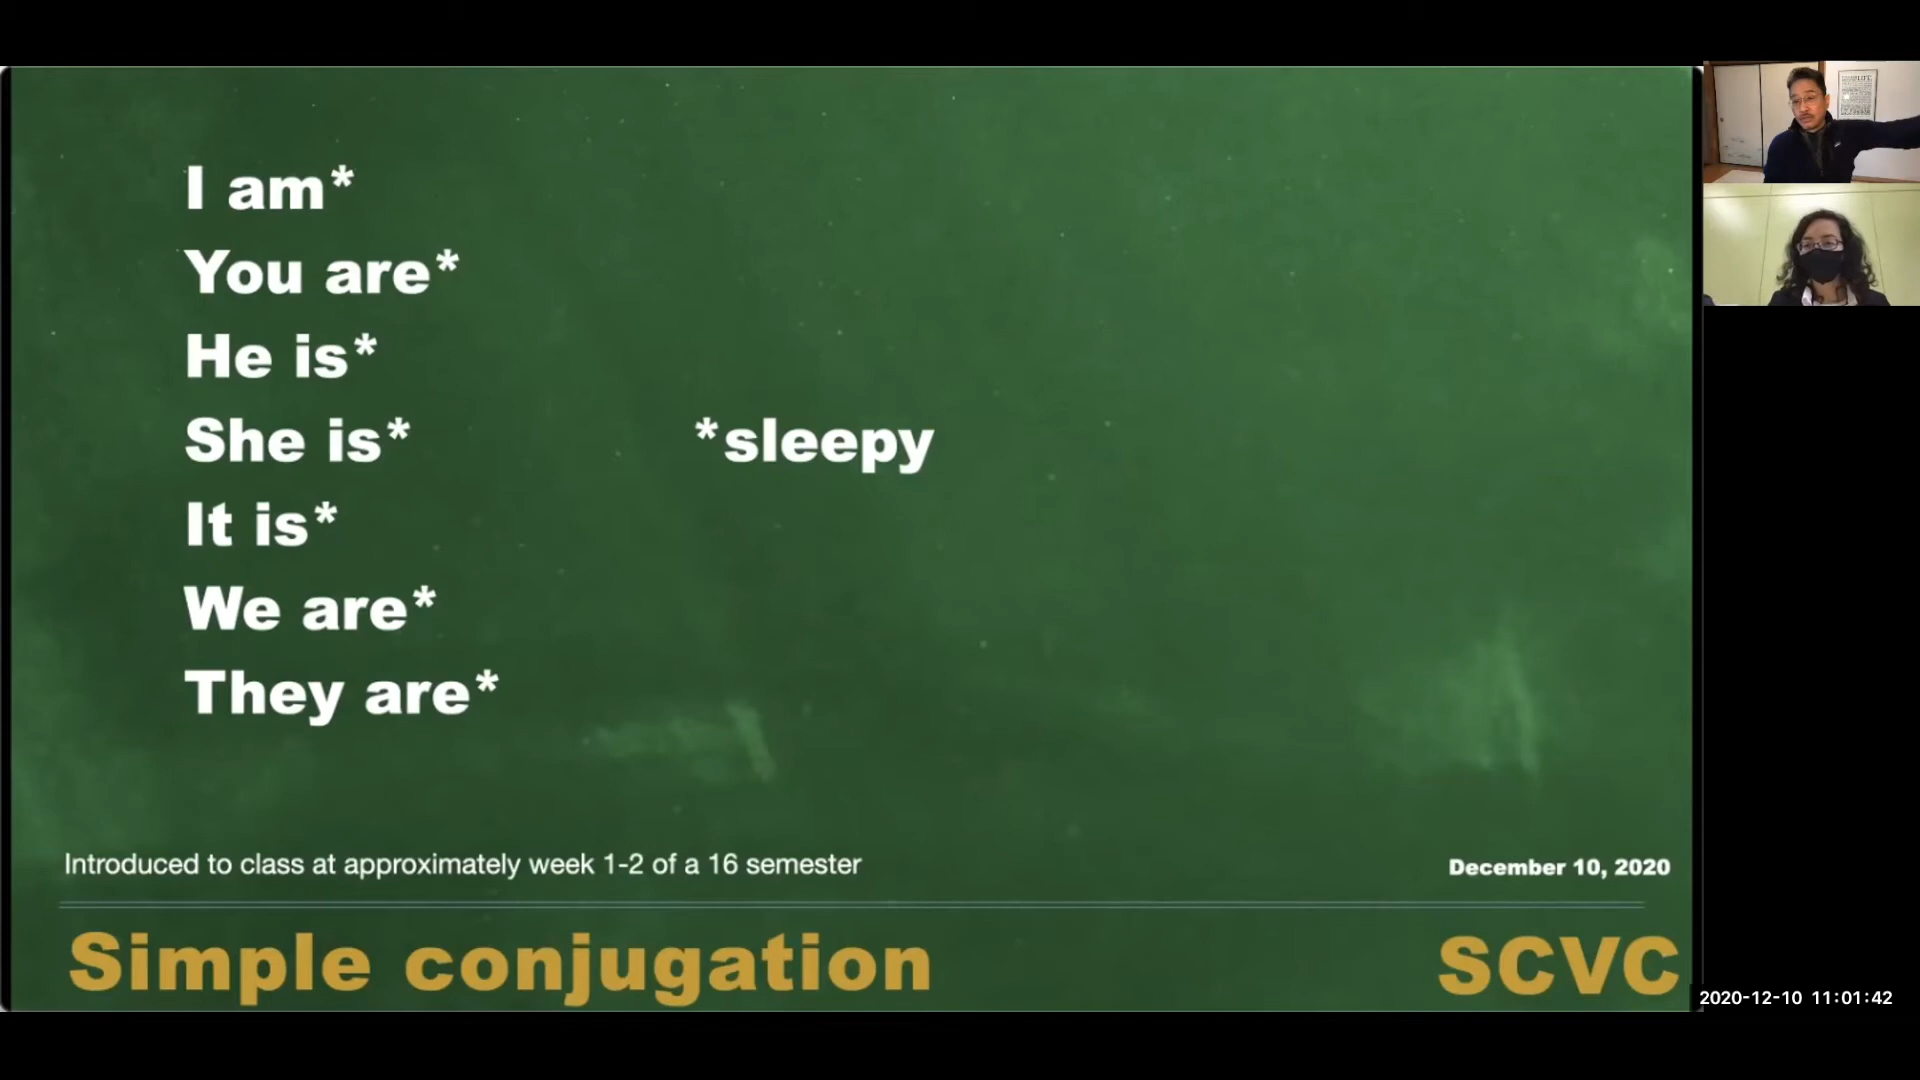 I am*
You are*
He is*
She is*
*sleepy
It is*
We are*
They are*
Introduced to class at approximately week 1-2 of a 16 semester
December 10, 2020
Simple conjugation
SCVC
2020-12-10 11:01:42
LIFE